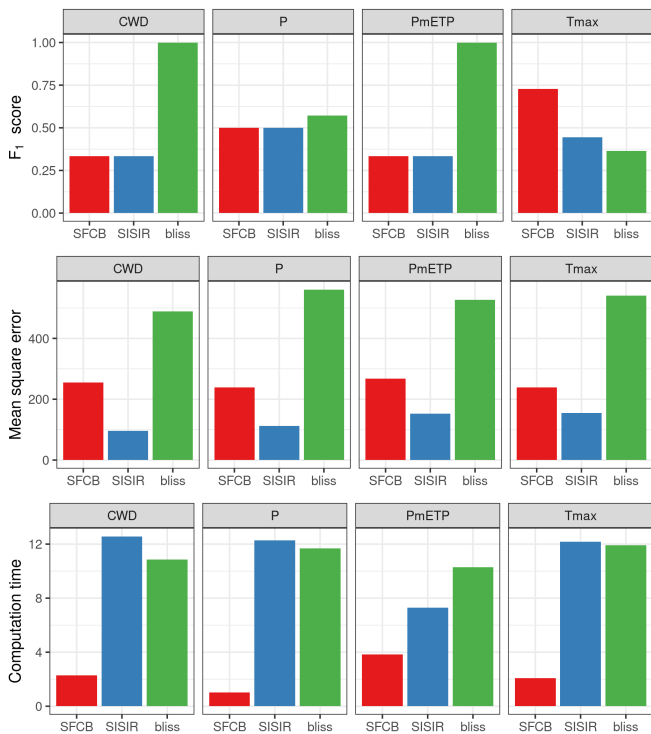 CWD P PmETP Tmax
F1 score
1.00
0.75
0.50
0.25
0.00
SFCB SISIR bliss SFCB SISIR bliss SFCB SISIR bliss SFCB SISIR bliss
CWD P PmETP Tmax
Mean square error
400
200
0
SFCB SISIR bliss SFCB SISIR bliss SFCB SISIR bliss SFCB SISIR bliss
CWD P PmETP Tmax
Computation time
12
8
4
0
SFCB SISIR bliss SFCB SISIR bliss SFCB SISIR bliss SFCB SISIR bliss